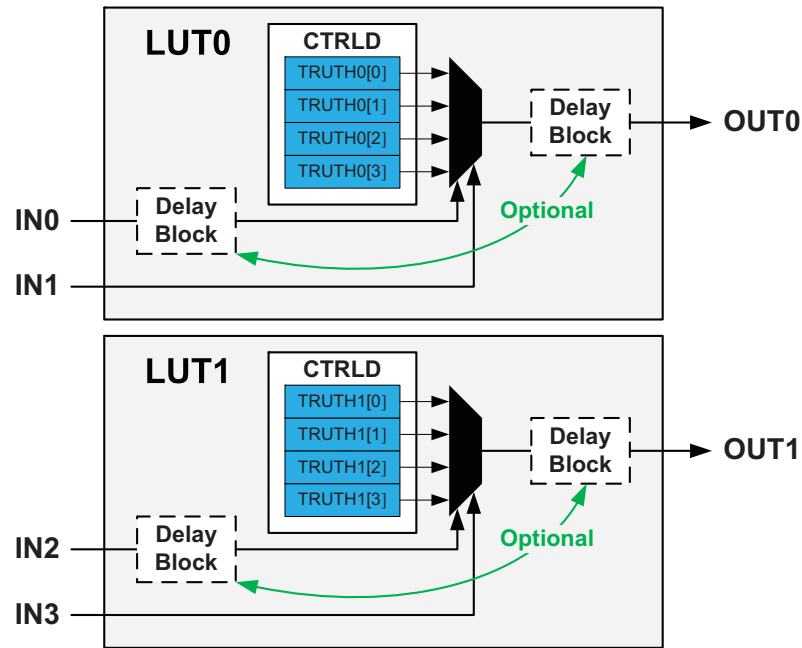 LUT0
CTRLD
TRUTH0[0]
TRUTH0[1]
TRUTH0[2]
TRUTH0[3]
Delay
Block
OUT0
IN0
Delay
Block
Optional
IN1
LUT1
CTRLD
TRUTH1[0]
TRUTH1[1]
TRUTH1[2]
TRUTH1[3]
Delay
Block
OUT1
IN2
Delay
Block
Optional
IN3